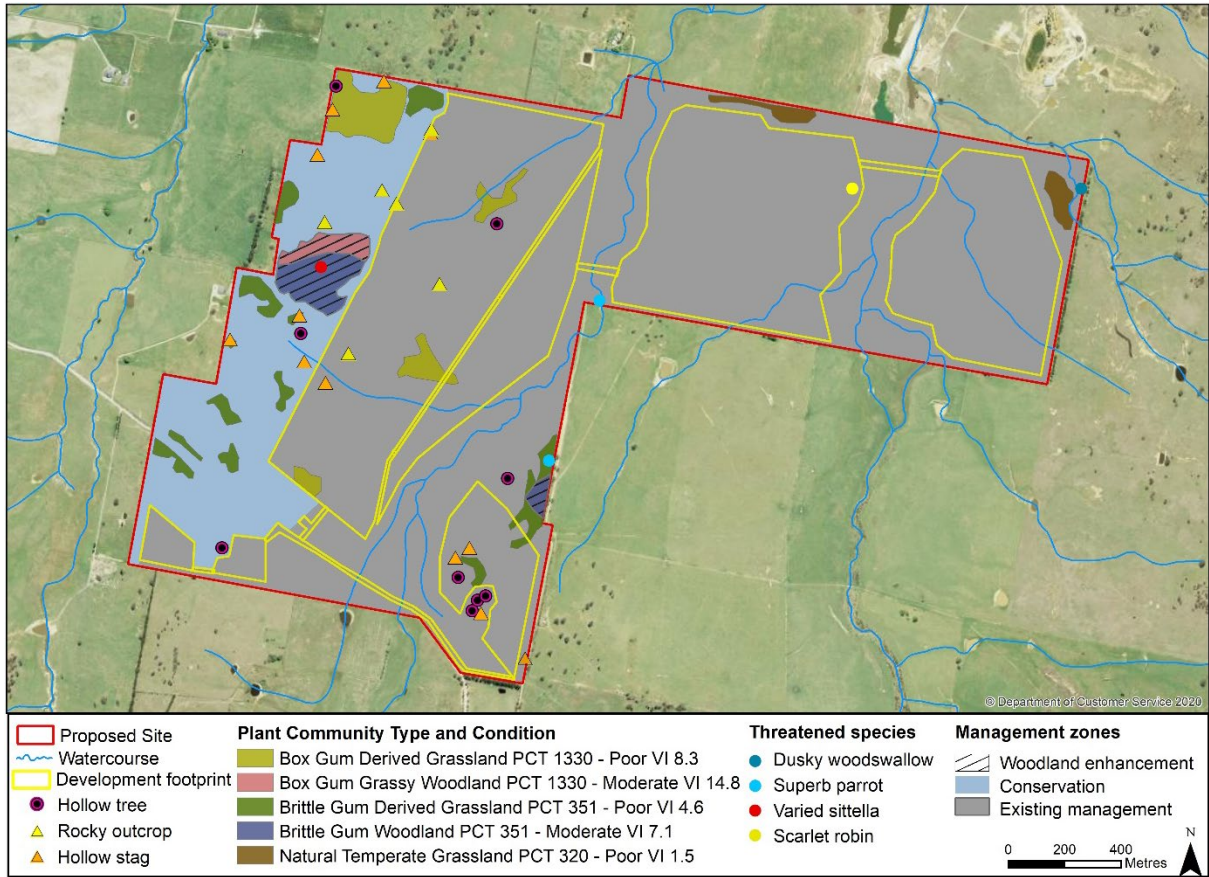 © Department of Customer Service 2020
Proposed Site
Watercourse
Development footprint
Hollow tree
Rocky outcrop
Hollow stag
Plant Community Type and Condition
Box Gum Derived Grassland PCT 1330 - Poor VI 8.3
Box Gum Grassy Woodland PCT 1330 - Moderate VI 14.8
Brittle Gum Derived Grassland PCT 351 - Poor VI 4.6
Brittle Gum Woodland PCT 351 - Moderate VI 7.1
Natural Temperate Grassland PCT 320 - Poor VI 1.5
Threatened species
Dusky woodswallow
Superb parrot
Varied sittella
Scarlet robin
Management zones
Woodland enhancement
Conservation
Existing management
N
0 200 400
Metres